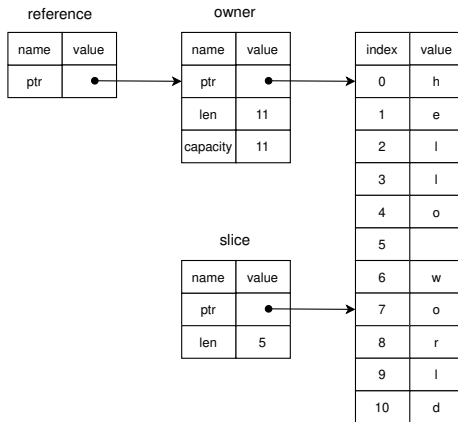 reference
name value
ptr
owner
name value
ptr
len 11
capacity 11
index value
0 h
1 e
2 l
3 l
4 o
5
6 w
7 o
8 r
9 l
10 d
slice
name value
ptr
len 5